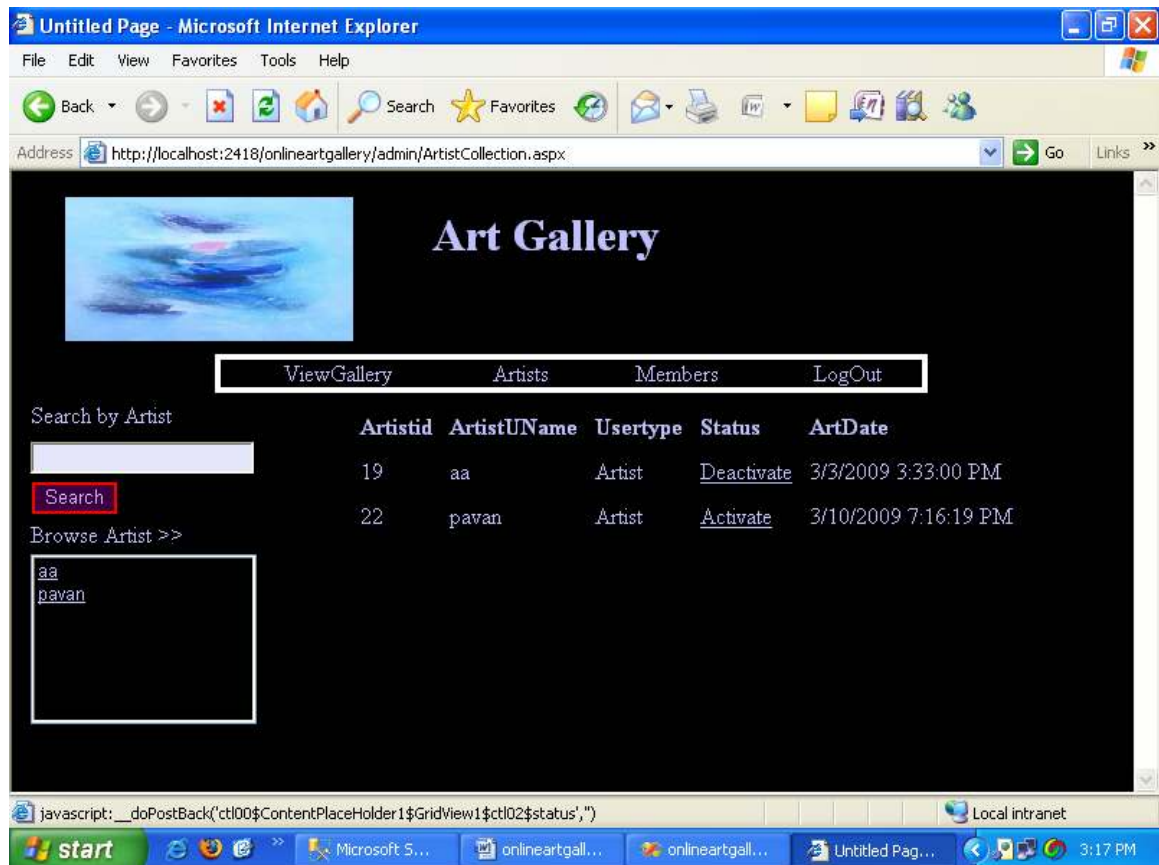 Untitled Page - Microsoft Internet Explorer
File Edit View Favorites Tools Help
Back Search Favorites
Address http://localhost:2418/onlineartgallery/admin/ArtistCollection.aspx Go Links »
Art Gallery
ViewGallery Artists Members LogOut
Search by Artist
Search
Browse Artist >>
aa
pavan
Artistid ArtistUName Usertype Status ArtDate
19 aa Artist Deactivate 3/3/2009 3:33:00 PM
22 pavan Artist Activate 3/10/2009 7:16:19 PM
javascript:__doPostBack('ctl00$ContentPlaceHolder1$GridView1$ctl02$status','') Local intranet
start » Microsoft S... onlineartgall... onlineartgall... Untitled Pag... 3:17 PM